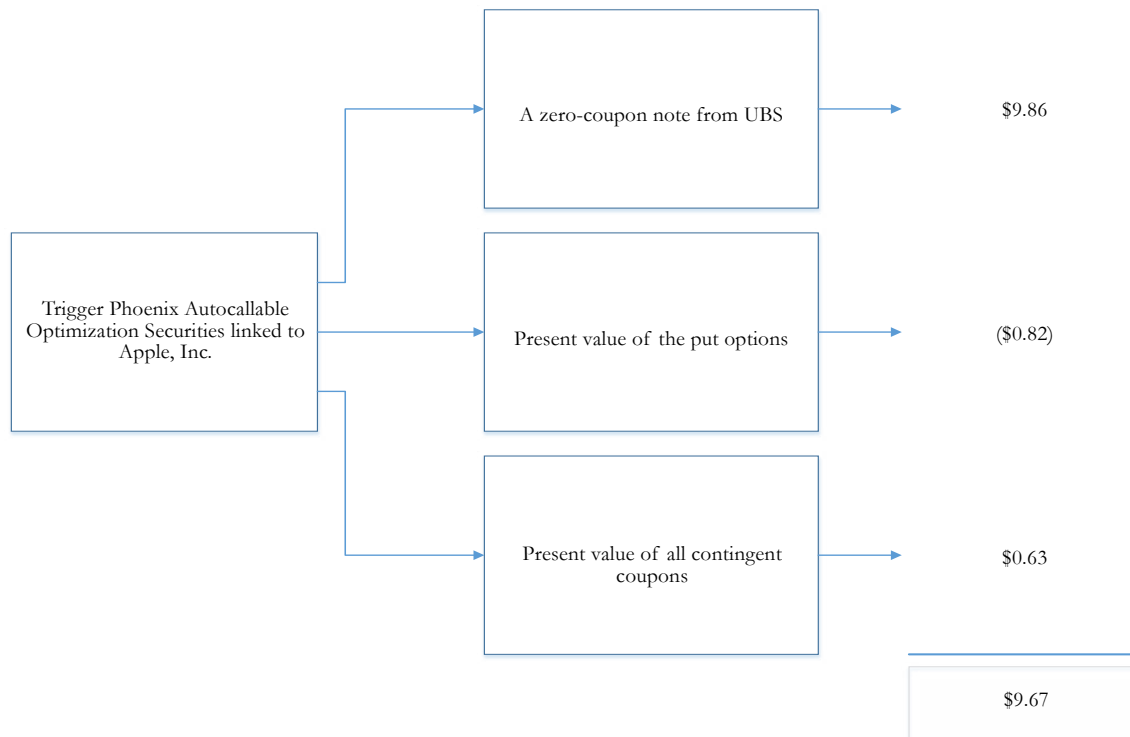 A zero-coupon note from UBS
$9.86
Trigger Phoenix Autocallable
Optimization Securities linked to
Apple, Inc.
Present value of the put options
($0.82)
Present value of all contingent
coupons
$0.63
$9.67